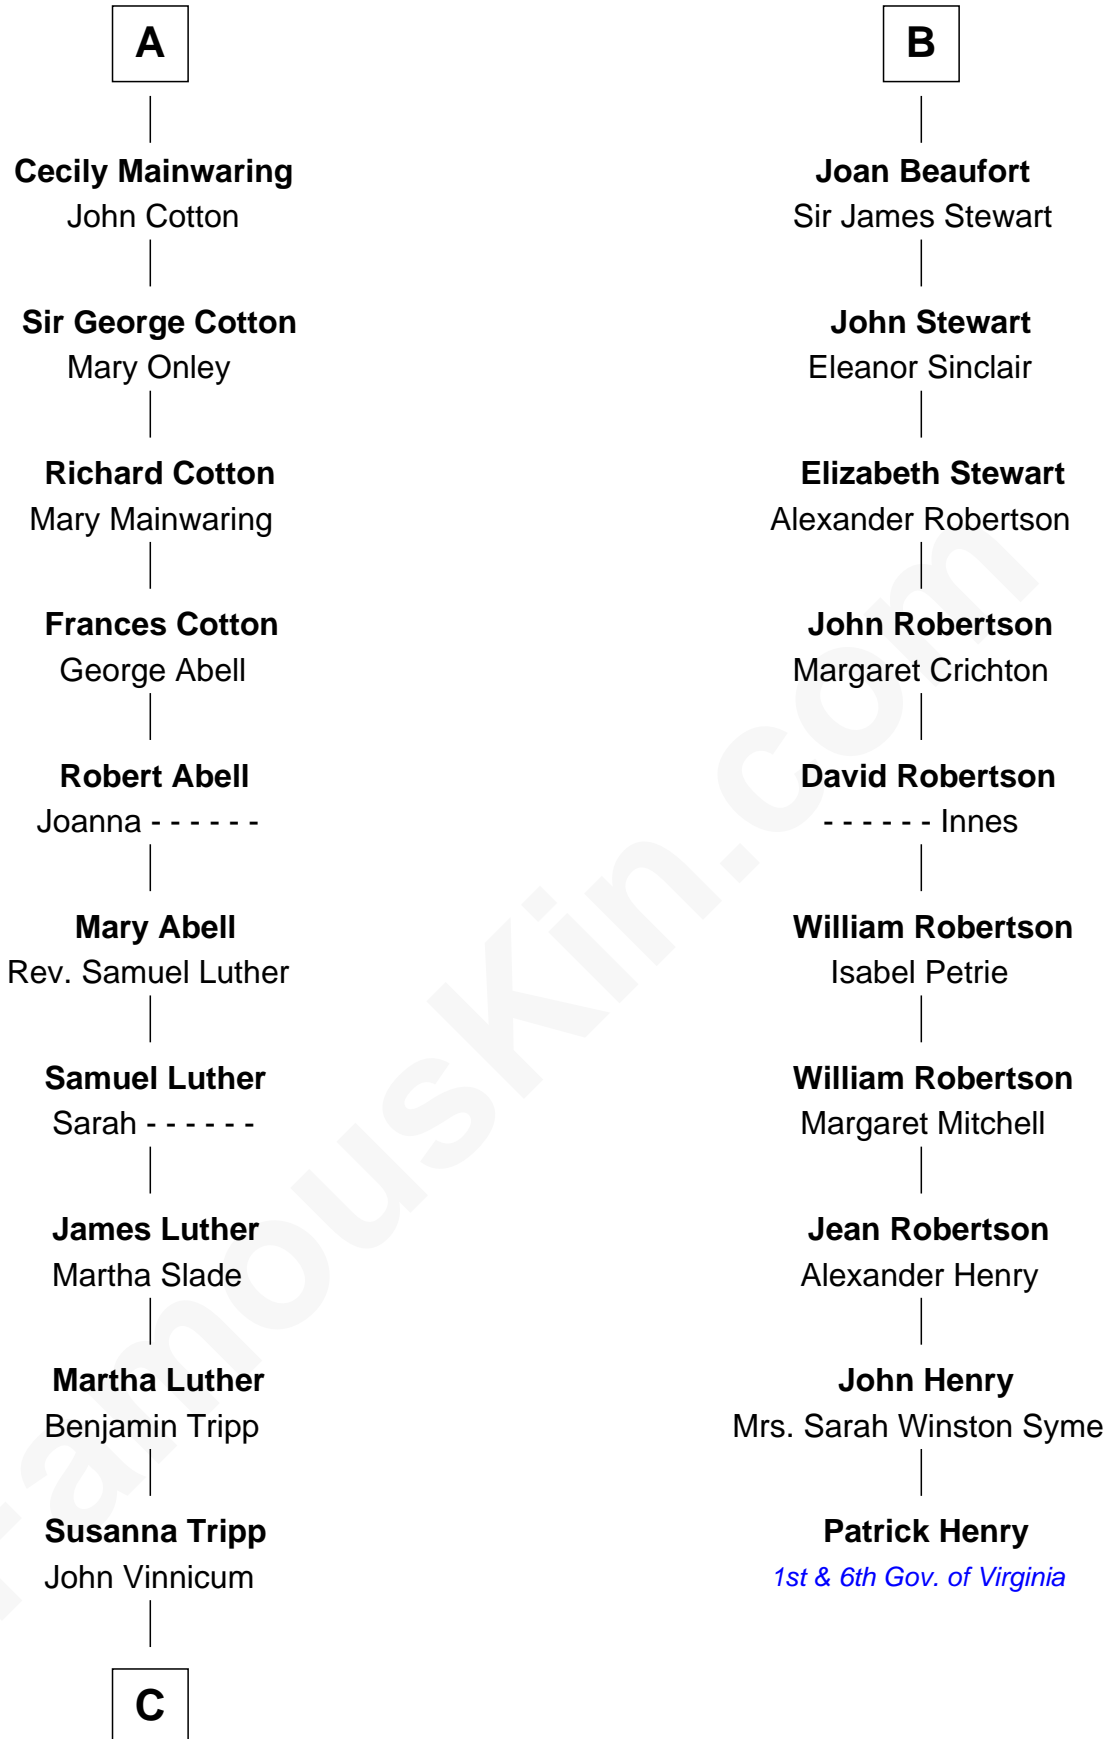 A
Cecily Mainwaring
John Cotton
Sir George Cotton
Mary Onley
Richard Cotton
Mary Mainwaring
Frances Cotton
George Abell
Robert Abell
Joanna - - - - - -
Mary Abell
Rev. Samuel Luther
Samuel Luther
Sarah - - - - - -
James Luther
Martha Slade
Martha Luther
Benjamin Tripp
Susanna Tripp
John Vinnicum
C
B
Joan Beaufort
Sir James Stewart
John Stewart
Eleanor Sinclair
Elizabeth Stewart
Alexander Robertson
John Robertson
Margaret Crichton
David Robertson
- - - - - - Innes
William Robertson
Isabel Petrie
William Robertson
Margaret Mitchell
Jean Robertson
Alexander Henry
John Henry
Mrs. Sarah Winston Syme
Patrick Henry
1st & 6th Gov. of Virginia
FamousKin.com